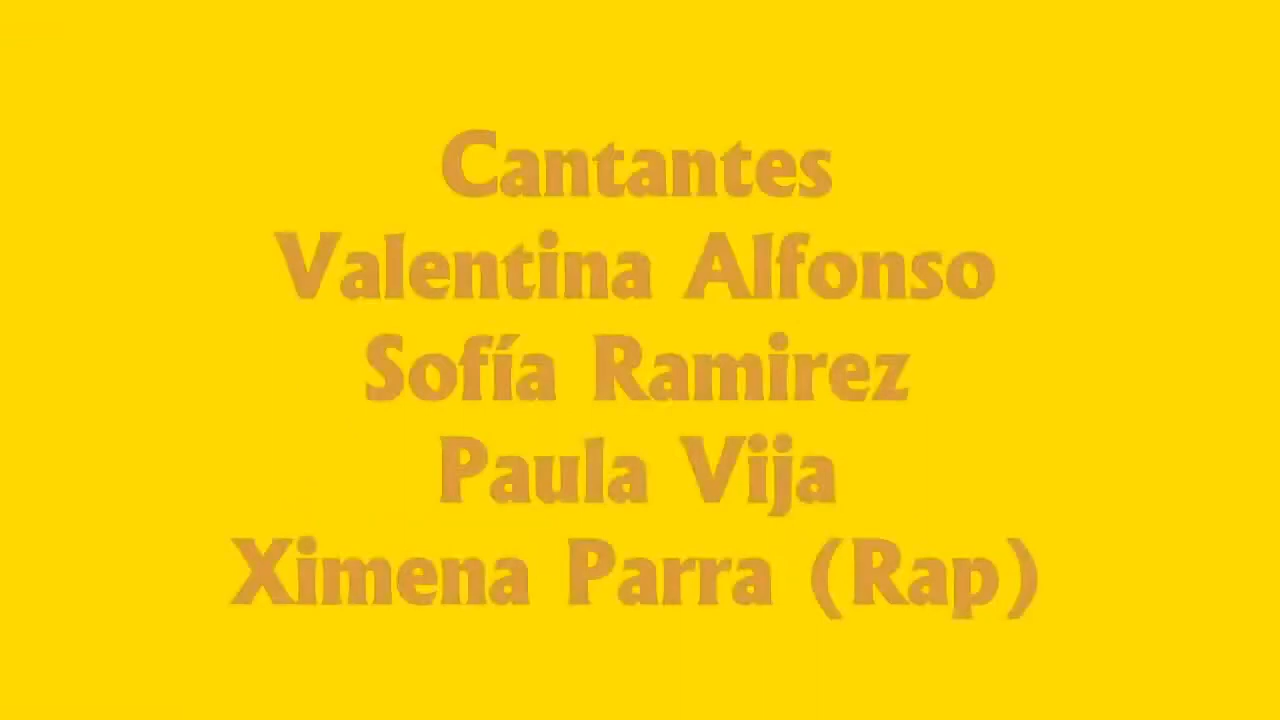 Cantantes
Valentina Alfonso
Sofía Ramirez
Paula Vija
Ximena Parra (Rap)